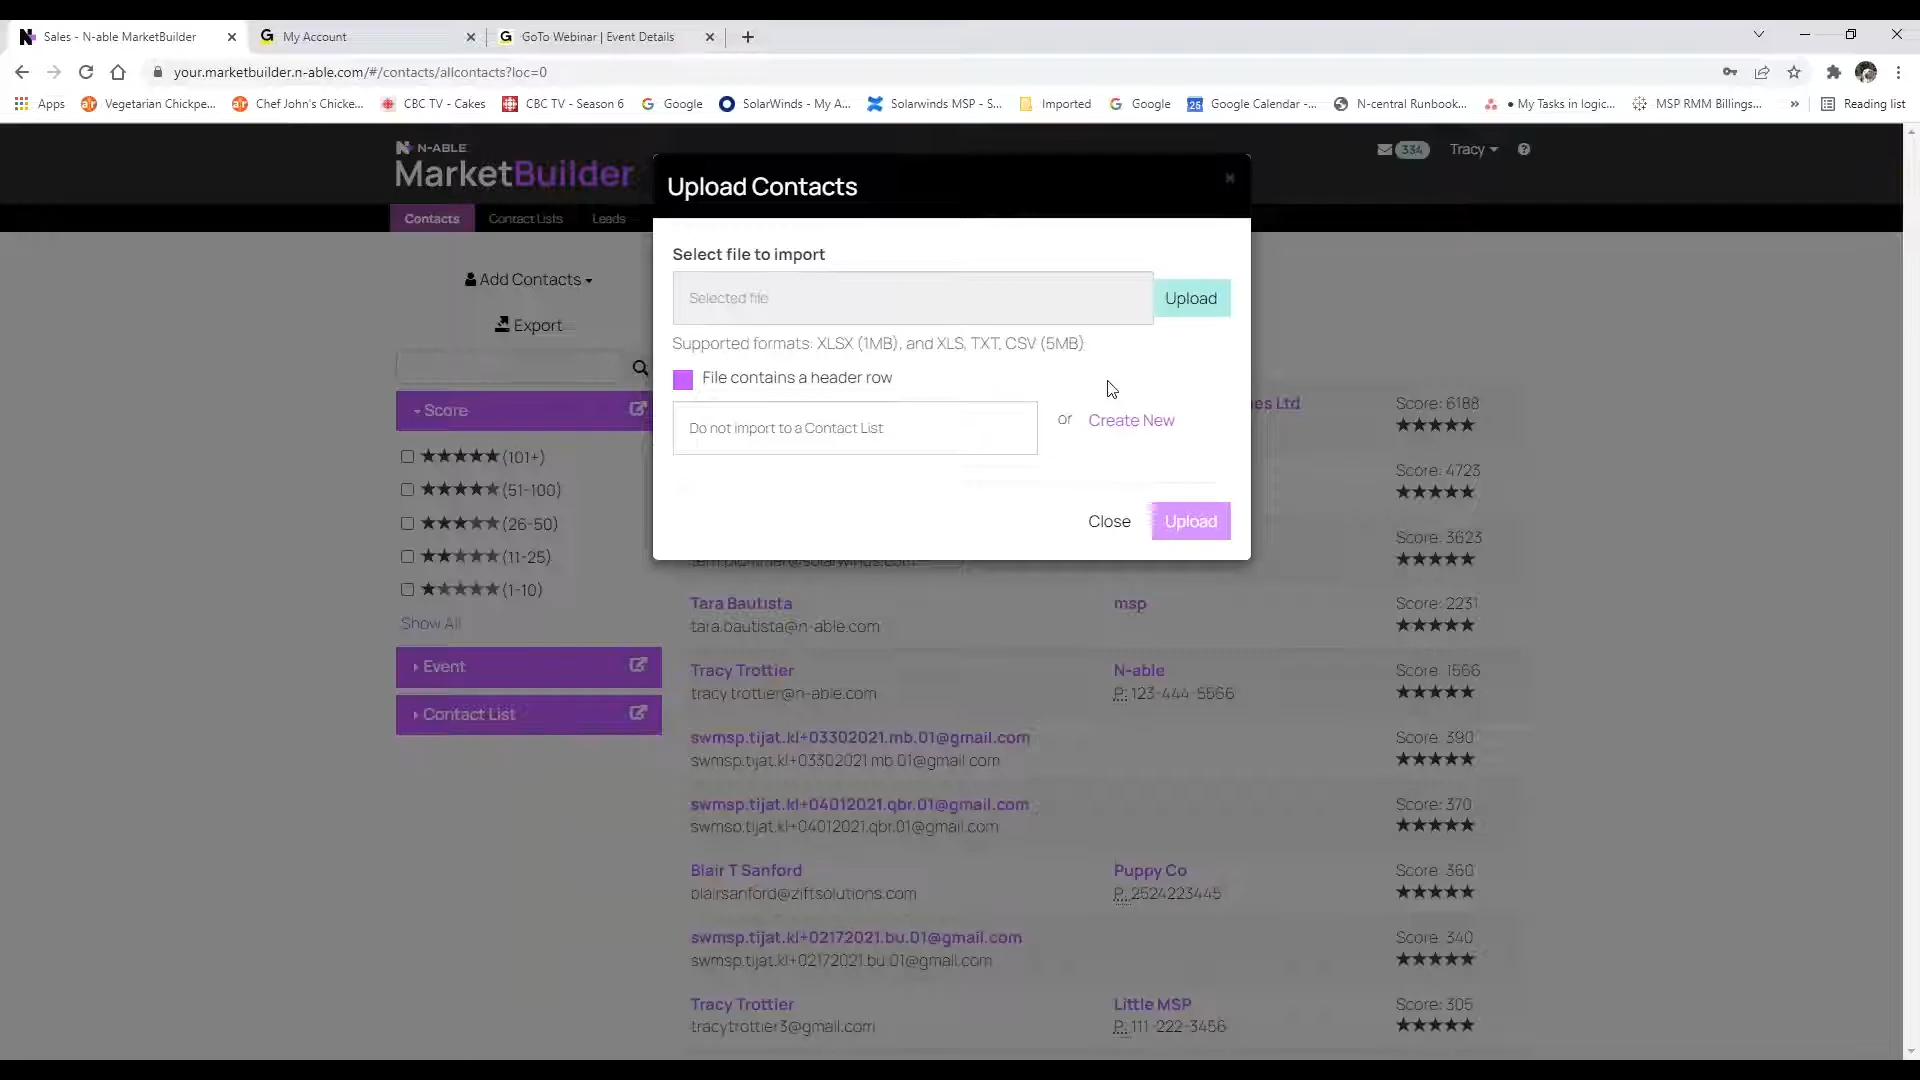 Sales - N-able MarketBuilder
My Account
GoTo Webinar | Event Details
your.marketbuilder.n-able.com/#/contacts/allcontacts?loc=0
Apps
Vegetarian Chickpe...
Chef John's Chicke...
CBC TV - Cakes
CBC TV - Season 6
Google
SolarWinds - My A...
Solarwinds MSP - S...
Imported
Google
Google Calendar -...
N-central Runbook...
• My Tasks in logic...
MSP RMM Billings...
»
Reading list
N-ABLE
MarketBuilder
334
Tracy
Contacts
Contact Lists
Leads
Upload Contacts
Select file to import
Selected file
Upload
Supported formats: XLSX (1MB), and XLS, TXT, CSV (5MB)
File contains a header row
Do not import to a Contact List
or
Create New
Close
Upload
Add Contacts
Export...
Score
★★★★★(101+)
★★★★★(51-100)
★★★★★(26-50)
★★★★★(11-25)
★★★★★(1-10)
Show All
Event
Contact List
es Ltd
Score: 6188
★★★★★
Score: 4723
★★★★★
Score: 3623
★★★★★
Tara Bautista
msp
Score: 2231
tara.bautista@n-able.com
★★★★★
Tracy Trottier
N-able
Score: 1566
tracy.trottier@n-able.com
P: 123-444-5566
★★★★★
swmsp.tijat.kl+03302021.mb.01@gmail.com
Score: 390
swmsp.tijat.kl+03302021.mb.01@gmail.com
★★★★★
swmsp.tijat.kl+04012021.qbr.01@gmail.com
Score: 370
swmsp.tijat.kl+04012021.qbr.01@gmail.com
★★★★★
Blair T Sanford
Puppy Co
Score: 360
blairsanford@ziftsolutions.com
P: 2524223445
★★★★★
swmsp.tijat.kl+02172021.bu.01@gmail.com
Score: 340
swmsp.tijat.kl+02172021.bu.01@gmail.com
★★★★★
Tracy Trottier
Little MSP
Score: 305
tracytrottier3@gmail.com
P: 111-222-3456
★★★★★